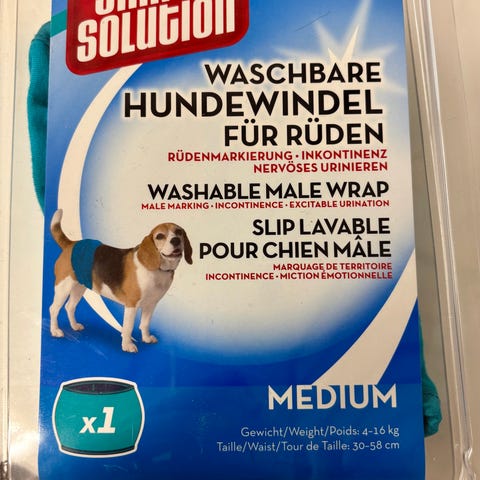 SOLUTION
WASCHBARE
HUNDEWINDEL
FÜR RÜDEN
RÜDENMARKIERUNG • INKONTINENZ
NERVÖSES URINIEREN
WASHABLE MALE WRAP
MALE MARKING • INCONTINENCE • EXCITABLE URINATION
SLIP LAVABLE
POUR CHIEN MÂLE
MARQUAGE DE TERRITOIRE
INCONTINENCE • MICTION ÉMOTIONNELLE
x1
MEDIUM
Gewicht/Weight/Poids: 4-16 kg
Taille/Waist/Tour de Taille: 30-58 cm